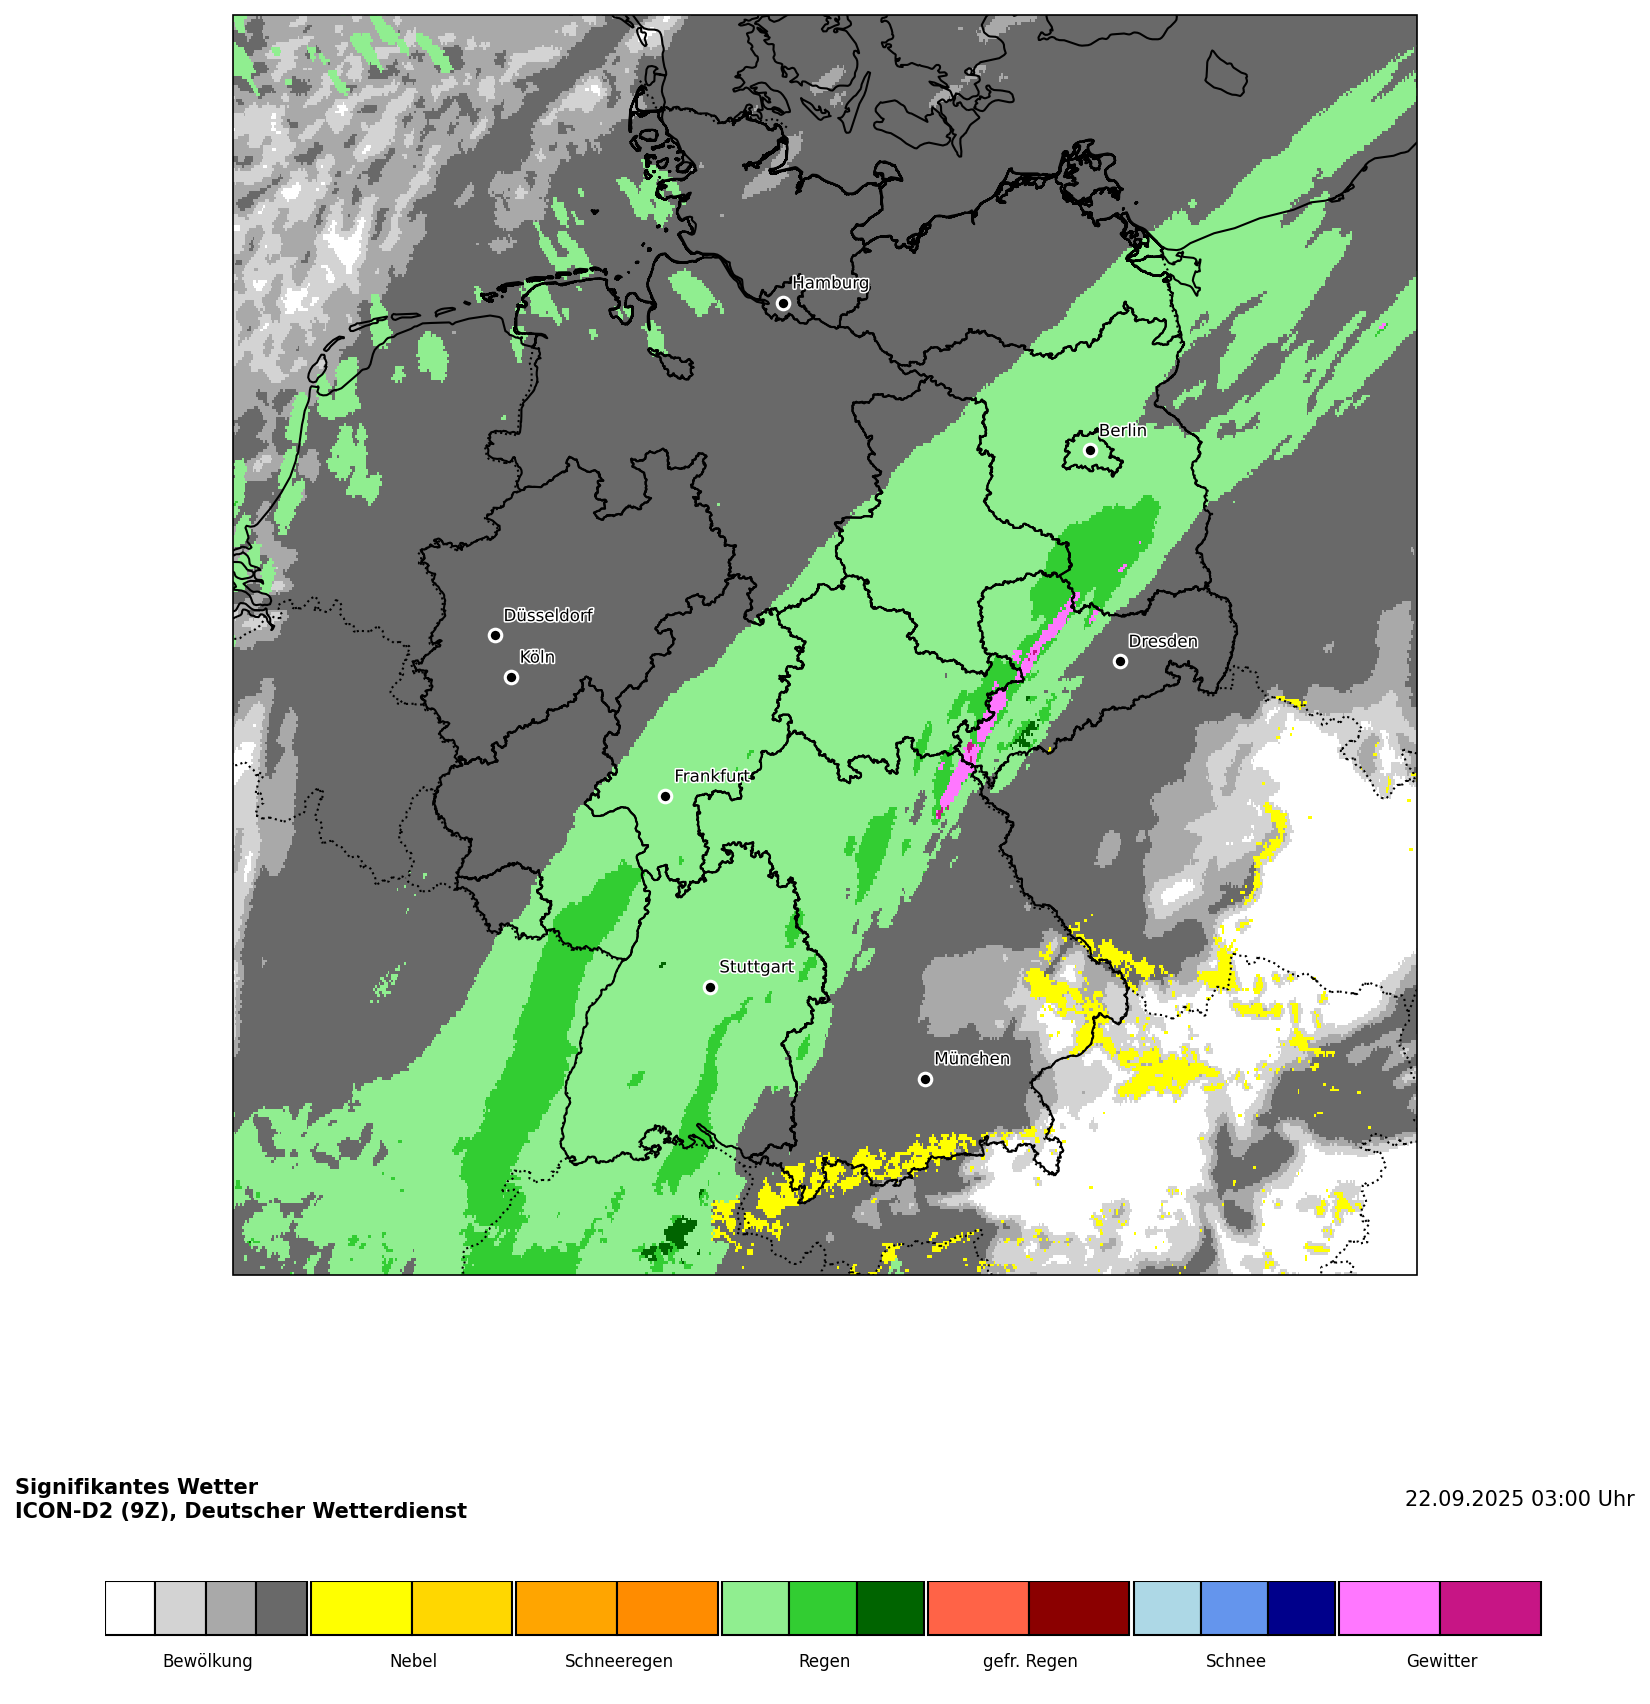 Hamburg
Berlin
Düsseldorf
Köln
Dresden
Frankfurt
Stuttgart
München
Signifikantes Wetter
ICON-D2 (9Z), Deutscher Wetterdienst
22.09.2025 03:00 Uhr
Bewölkung Nebel Schneeregen Regen gefr. Regen Schnee Gewitter